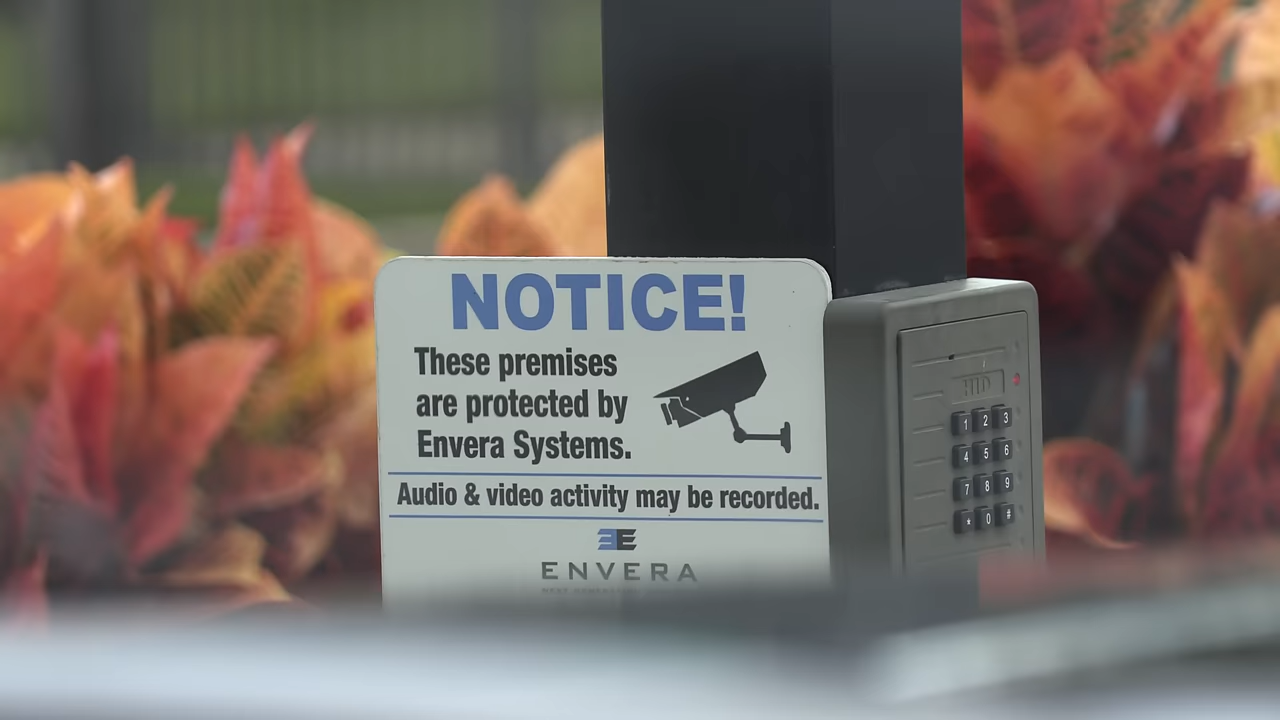 NOTICE!
These premises
are protected by
Envera Systems.
Audio & video activity may be recorded.
ENVERA
HID
1 2 3
4 5 6
7 8 9
* 0 #